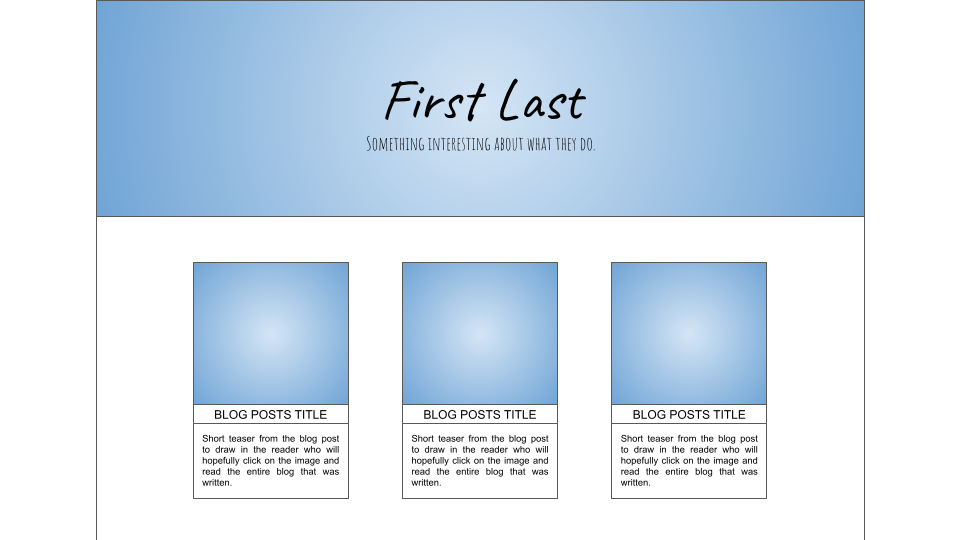 First Last
Something interesting about what they do.
BLOG POSTS TITLE
Short teaser from the blog post
to draw in the reader who will
hopefully click on the image and
read the entire blog that was
written.
BLOG POSTS TITLE
Short teaser from the blog post
to draw in the reader who will
hopefully click on the image and
read the entire blog that was
written.
BLOG POSTS TITLE
Short teaser from the blog post
to draw in the reader who will
hopefully click on the image and
read the entire blog that was
written.